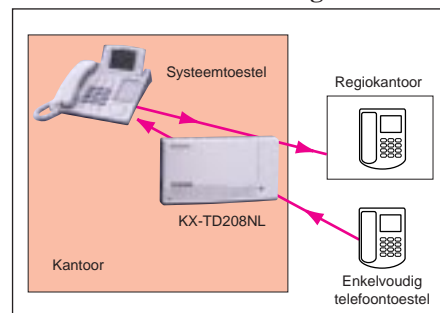 Systeemtoestel
Regiokantoor
KX-TD208NL
Kantoor
Enkelvoudig
telefoontoestel